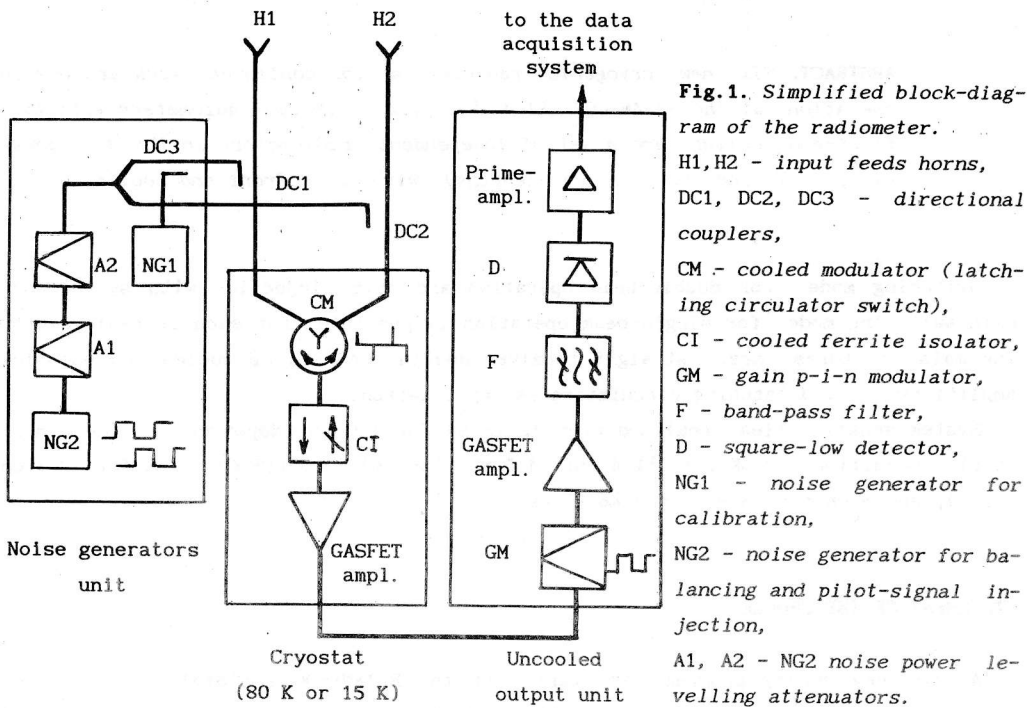 H1
H2
to the data
acquisition
system
DC3
DC1
DC2
A2
NG1
A1
NG2
Noise generators
unit
CM
CI
GASFET
ampl.
Cryostat
(80 K or 15 K)
Prime-
ampl.
D
F
GASFET
ampl.
GM
Uncooled
output unit
Fig.1. Simplified block-diag-
ram of the radiometer.
H1,H2 - input feeds horns,
DC1, DC2, DC3 - directional
couplers,
CM - cooled modulator (latch-
ing circulator switch),
CI - cooled ferrite isolator,
GM - gain p-i-n modulator,
F - band-pass filter,
D - square-low detector,
NG1 - noise generator for
calibration,
NG2 - noise generator for ba-
lancing and pilot-signal in-
jection,
A1, A2 - NG2 noise power le-
velling attenuators.